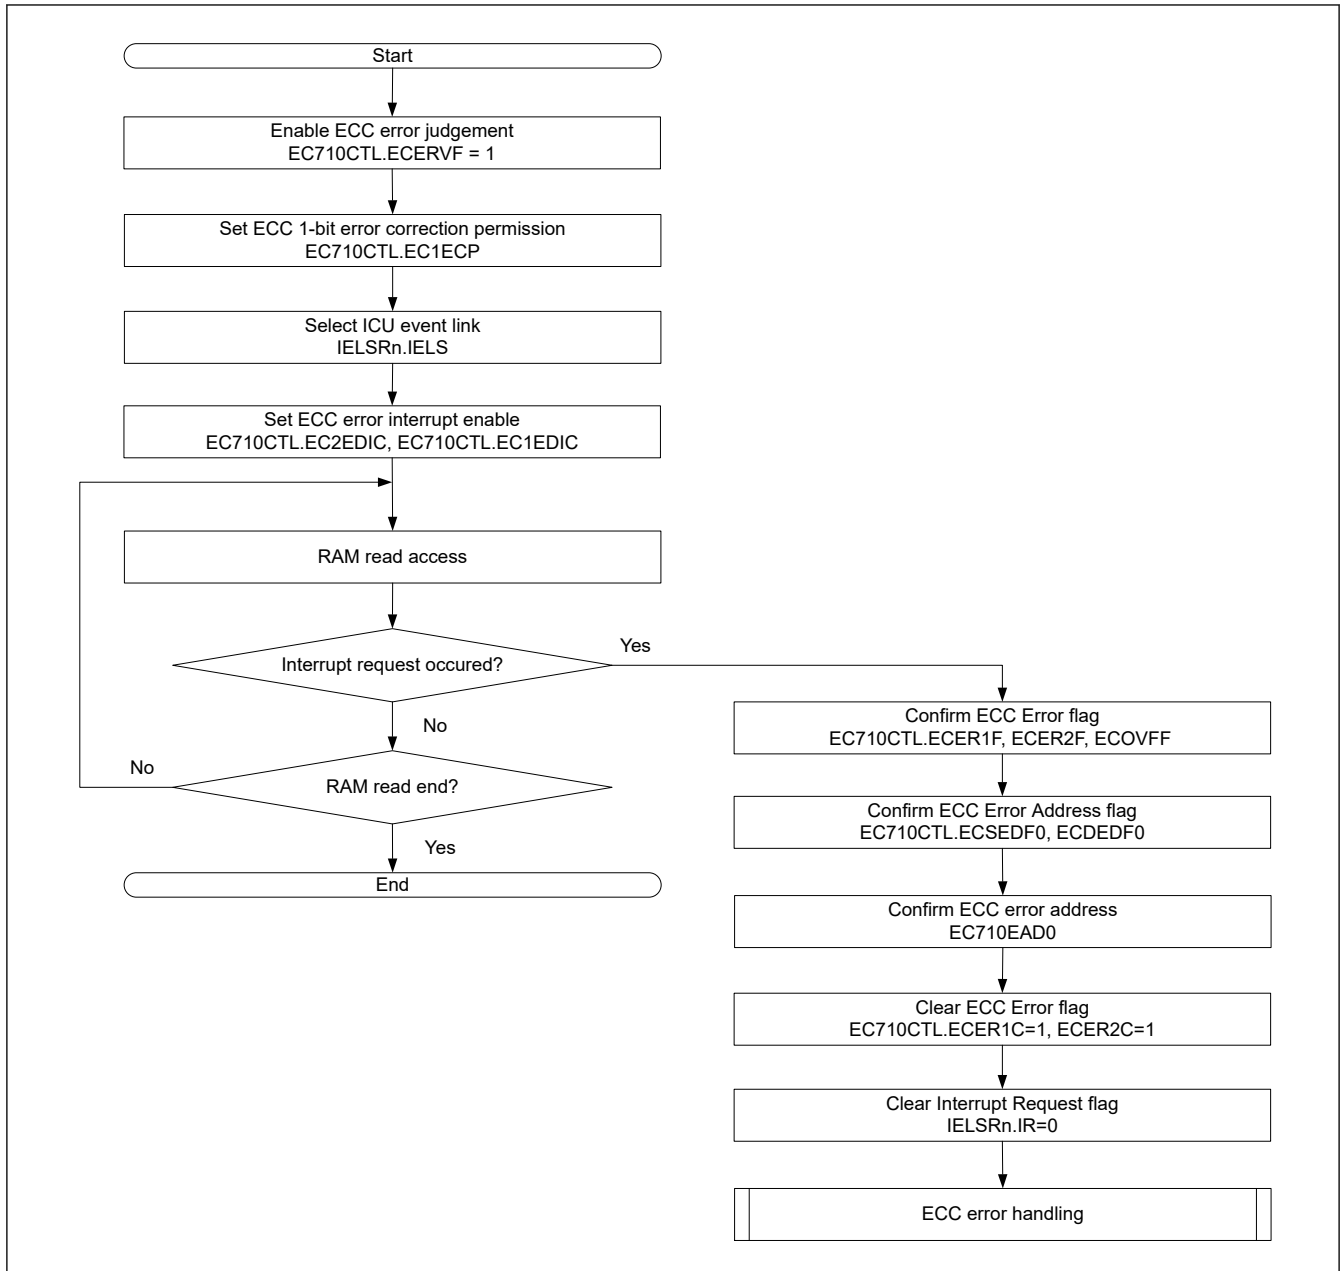 Start
Enable ECC error judgement
EC710CTL.ECERVF = 1
Set ECC 1-bit error correction permission
EC710CTL.EC1ECP
Select ICU event link
IELSRn.IELS
Set ECC error interrupt enable
EC710CTL.EC2EDIC, EC710CTL.EC1EDIC
RAM read access
Interrupt request occured?
Yes
No
RAM read end?
No
Yes
End
Confirm ECC Error flag
EC710CTL.ECER1F, ECER2F, ECOVFF
Confirm ECC Error Address flag
EC710CTL.ECSEDF0, ECDEDF0
Confirm ECC error address
EC710EAD0
Clear ECC Error flag
EC710CTL.ECER1C=1, ECER2C=1
Clear Interrupt Request flag
IELSRn.IR=0
ECC error handling